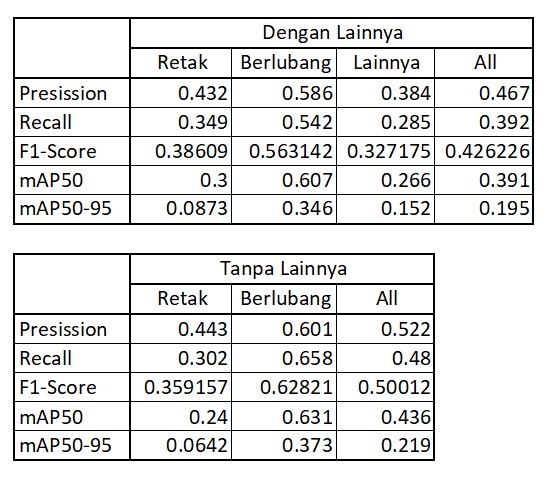 Dengan Lainnya
Retak Berlubang Lainnya All
Presission 0.432 0.586 0.384 0.467
Recall 0.349 0.542 0.285 0.392
F1-Score 0.38609 0.563142 0.327175 0.426226
mAP50 0.3 0.607 0.266 0.391
mAP50-95 0.0873 0.346 0.152 0.195
Tanpa Lainnya
Retak Berlubang All
Presission 0.443 0.601 0.522
Recall 0.302 0.658 0.48
F1-Score 0.359157 0.62821 0.50012
mAP50 0.24 0.631 0.436
mAP50-95 0.0642 0.373 0.219